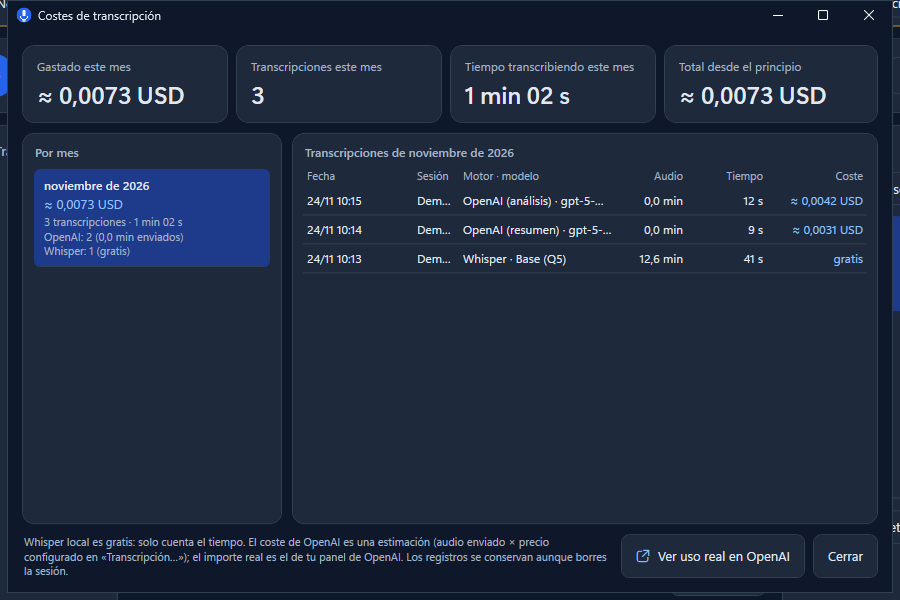 Costes de transcripción
Gastado este mes
≈ 0,0073 USD
Transcripciones este mes
3
Tiempo transcribiendo este mes
1 min 02 s
Total desde el principio
≈ 0,0073 USD
Por mes
noviembre de 2026
≈ 0,0073 USD
3 transcripciones · 1 min 02 s
OpenAI: 2 (0,0 min enviados)
Whisper: 1 (gratis)
Transcripciones de noviembre de 2026
Fecha Sesión Motor · modelo Audio Tiempo Coste
24/11 10:15 Dem... OpenAI (análisis) · gpt-5-... 0,0 min 12 s ≈ 0,0042 USD
24/11 10:14 Dem... OpenAI (resumen) · gpt-5-... 0,0 min 9 s ≈ 0,0031 USD
24/11 10:13 Dem... Whisper · Base (Q5) 12,6 min 41 s gratis
Whisper local es gratis: solo cuenta el tiempo. El coste de OpenAI es una estimación (audio enviado × precio
configurado en «Transcripción...»); el importe real es el de tu panel de OpenAI. Los registros se conservan aunque borres
la sesión.
Ver uso real en OpenAI
Cerrar